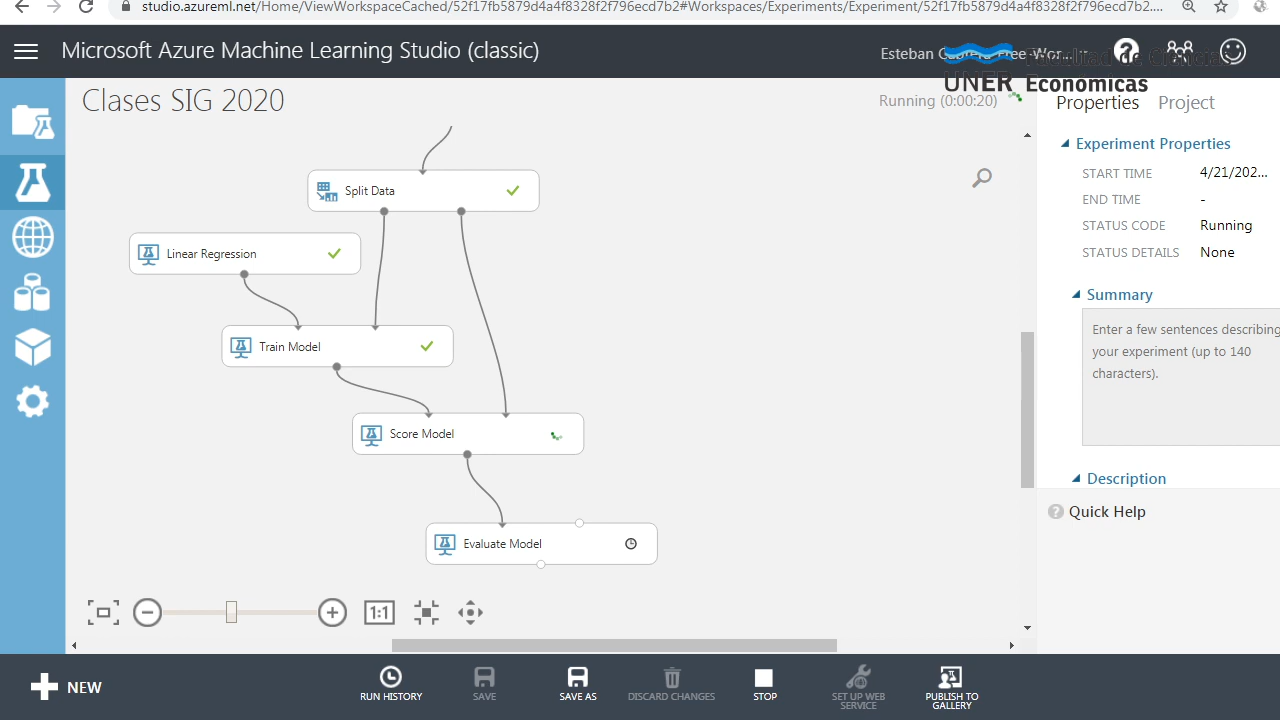 studio.azureml.net/Home/ViewWorkspaceCached/52f17fb5879d4a4f8328f2f796ecd7b2#Workspaces/Experiments/Experiment/52f17fb5879d4a4f8328f2f796ecd7b2....
Microsoft Azure Machine Learning Studio (classic)
Esteban
UNER Facultad de Ciencias
Económicas
Clases SIG 2020
Running (0:00:20)
Properties Project
Experiment Properties
START TIME 4/21/202...
END TIME -
STATUS CODE Running
STATUS DETAILS None
Summary
Enter a few sentences describing
your experiment (up to 140
characters).
Description
Quick Help
Split Data
Linear Regression
Train Model
Score Model
Evaluate Model
1:1
NEW
RUN HISTORY
SAVE
SAVE AS
DISCARD CHANGES
STOP
SET UP WEB
SERVICE
PUBLISH TO
GALLERY